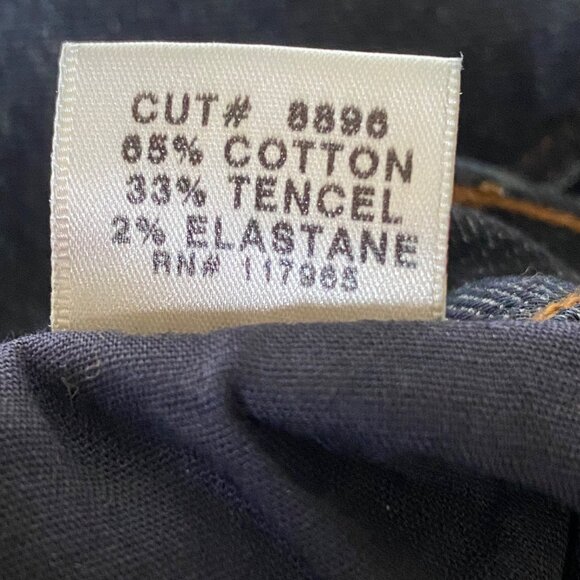 CUT# 8896
65% COTTON
33% TENCEL
2% ELASTANE
RN# 117965